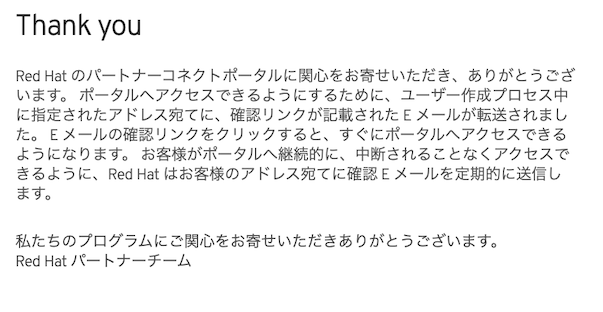 Thank you
Red Hat のパートナーコネクトポータルに関心をお寄せいただき、ありがとうござ
います。 ポータルへアクセスできるようにするために、ユーザー作成プロセス中
に指定されたアドレス宛てに、確認リンクが記載された E メールが転送されまし
た。 E メールの確認リンクをクリックすると、すぐにポータルへアクセスできる
ようになります。 お客様がポータルへ継続的に、中断されることなくアクセスで
きるように、Red Hat はお客様のアドレス宛てに確認 E メールを定期的に送信し
ます。
私たちのプログラムにご関心をお寄せいただきありがとうございます。
Red Hat パートナーチーム